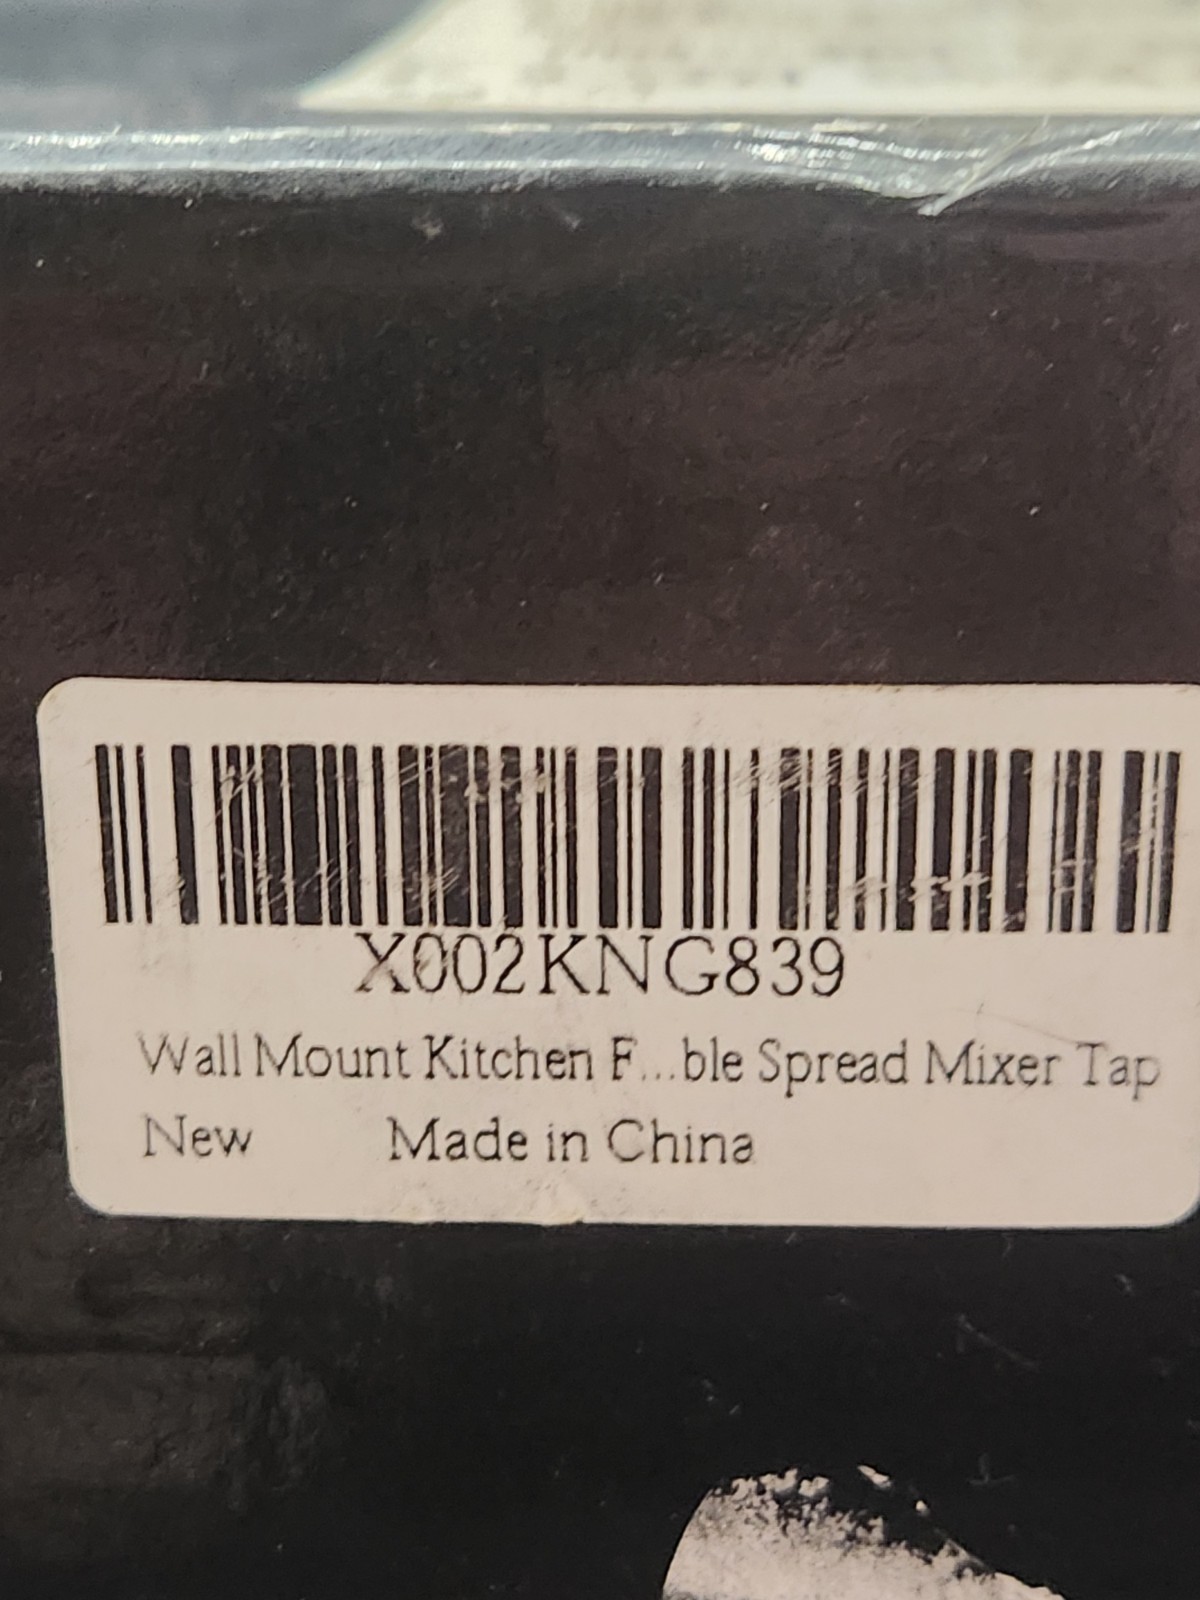 X002KNG839
Wall Mount Kitchen F...ble Spread Mixer Tap
New Made in China